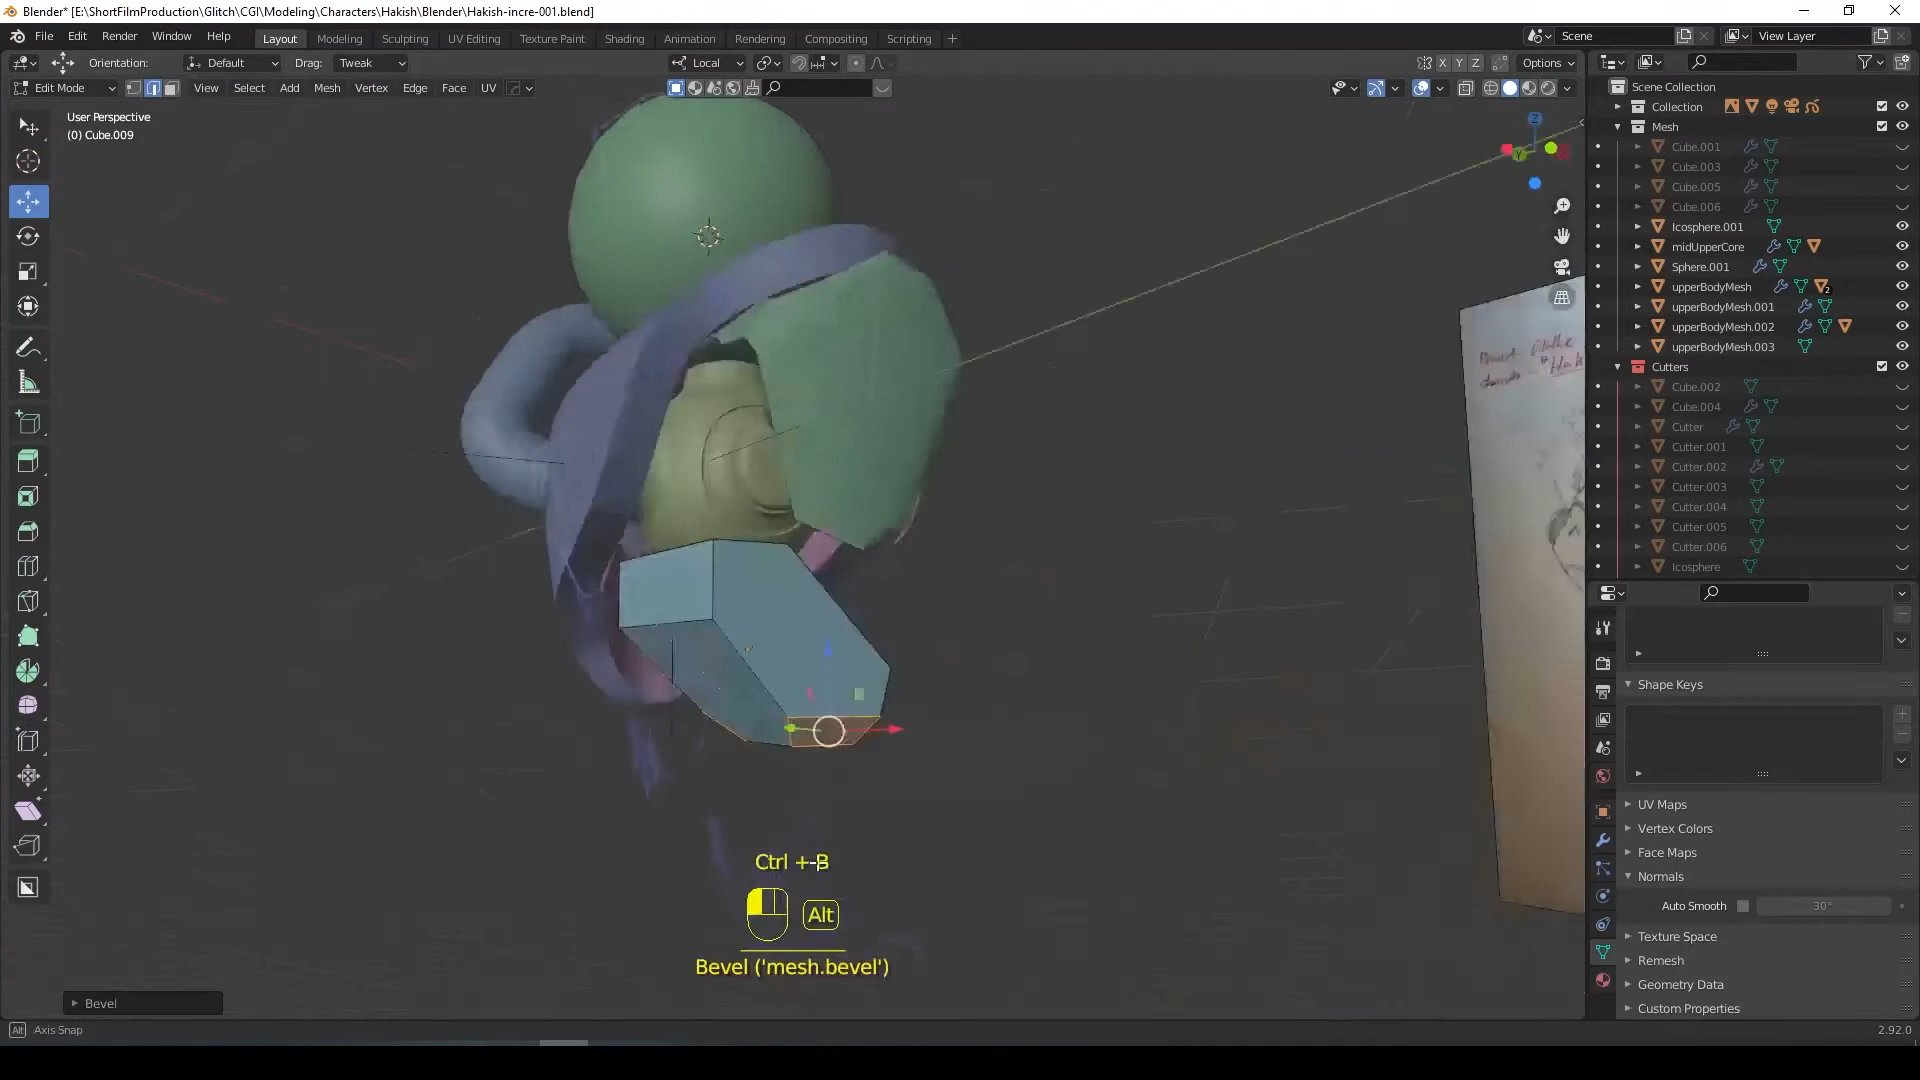 Blender* [E:\ShortFilmProduction\Glitch\CGI\Modeling\Characters\Hakish\Blender\Hakish-incre-001.blend]
File Edit Render Window Help Layout Modeling Sculpting UV Editing Texture Paint Shading Animation Rendering Compositing Scripting + Scene View Layer
Orientation: Default Drag: Tweak Local X Y Z Options
Edit Mode View Select Add Mesh Vertex Edge Face UV
User Perspective
(0) Cube.009
Z
Y
Scene Collection
Collection
Mesh
Cube.001
Cube.003
Cube.005
Cube.006
Icosphere.001
midUpperCore
Sphere.001
upperBodyMesh 2
upperBodyMesh.001
upperBodyMesh.002
upperBodyMesh.003
Cutters
Cube.002
Cube.004
Cutter
Cutter.001
Cutter.002
Cutter.003
Cutter.004
Cutter.005
Cutter.006
Icosphere
Shape Keys
UV Maps
Vertex Colors
Face Maps
Normals
Auto Smooth 30°
Texture Space
Remesh
Geometry Data
Custom Properties
Ctrl + B
Alt
Bevel ('mesh.bevel')
Bevel
Alt Axis Snap
2.92.0